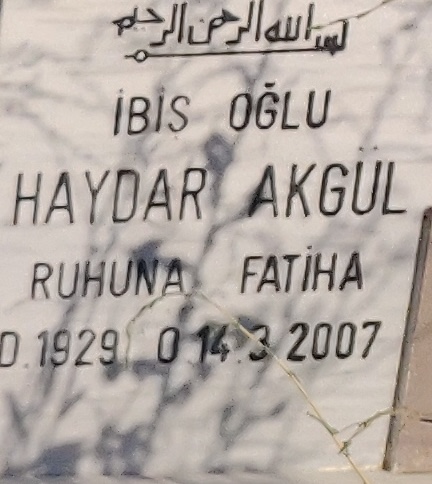 بسم الله الرحمن الرحيم
İBİS OĞLU
HAYDAR AKGÜL
RUHUNA FATİHA
D.1929 O 14.3.2007